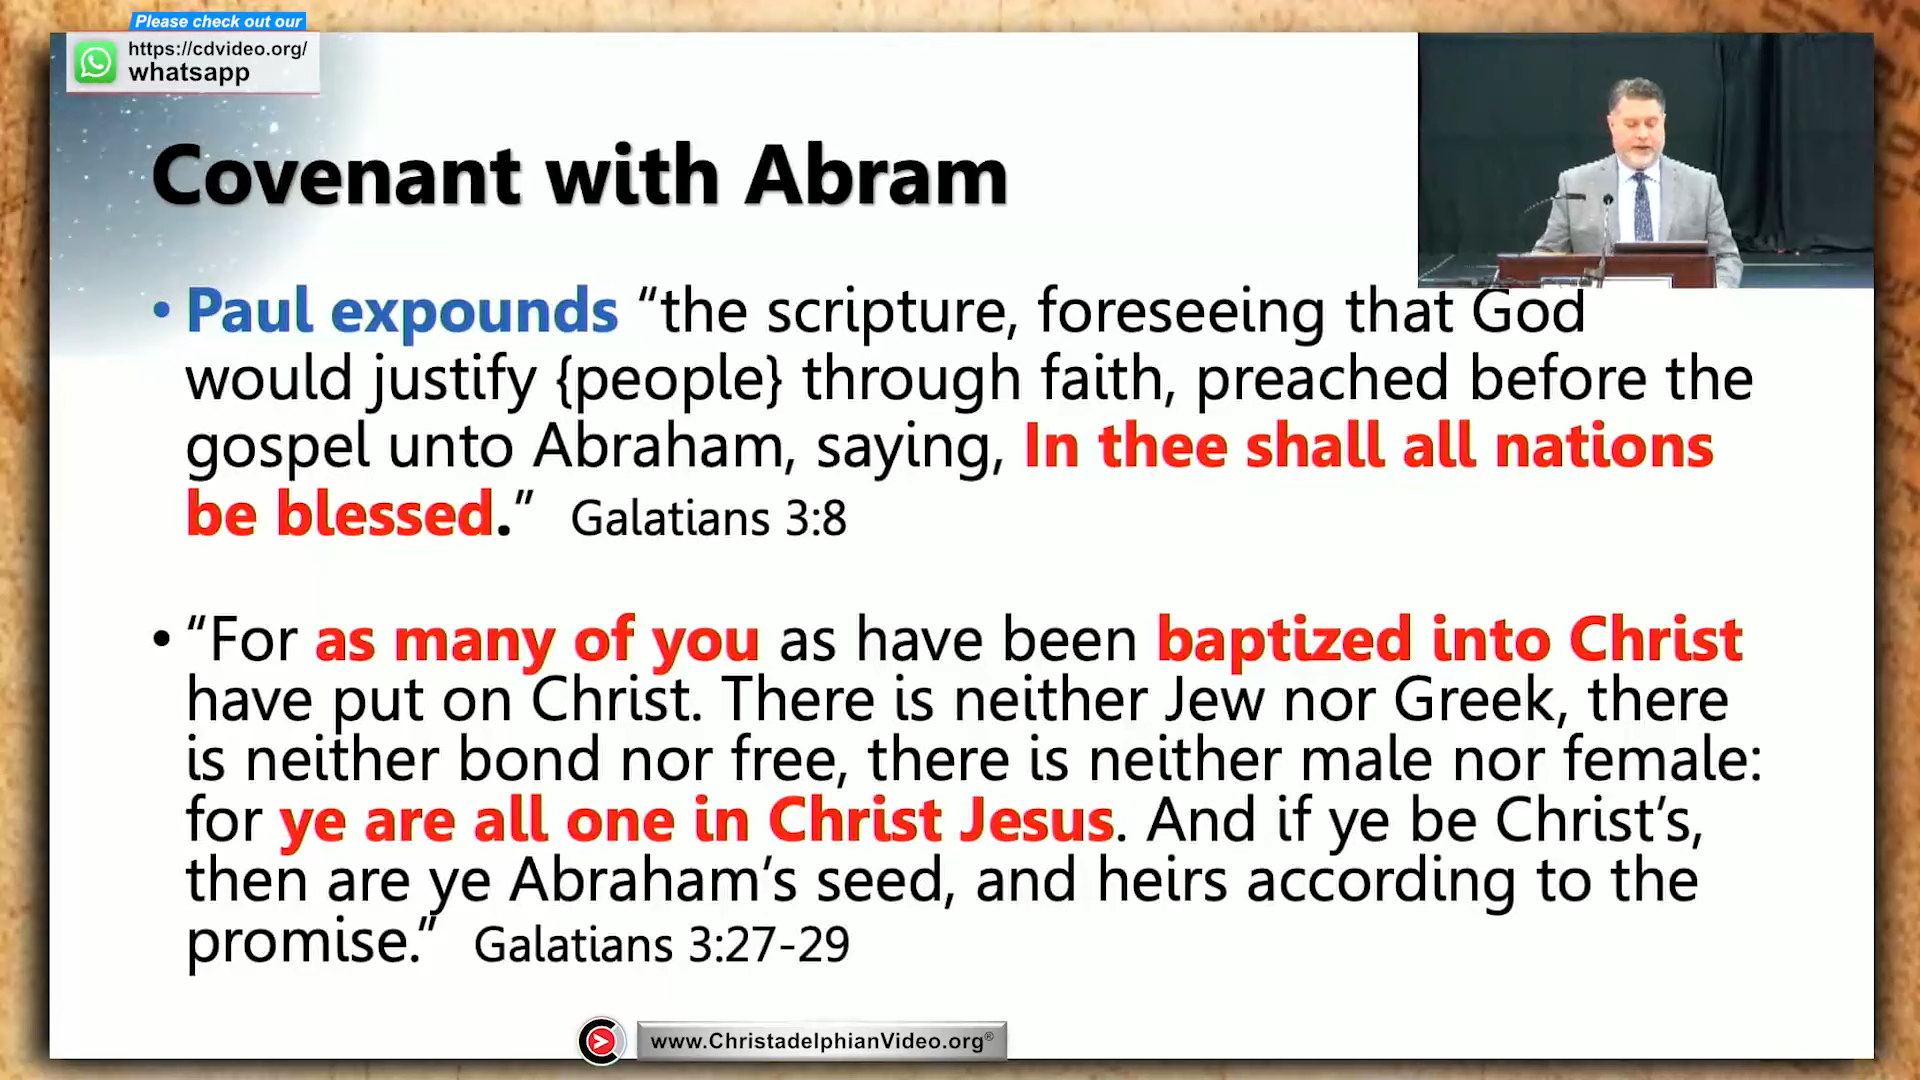 Please check out our
https://cdvideo.org/
whatsapp
Covenant with Abram
• Paul expounds “the scripture, foreseeing that God
would justify {people} through faith, preached before the
gospel unto Abraham, saying, In thee shall all nations
be blessed.” Galatians 3:8
• “For as many of you as have been baptized into Christ
have put on Christ. There is neither Jew nor Greek, there
is neither bond nor free, there is neither male nor female:
for ye are all one in Christ Jesus. And if ye be Christ’s,
then are ye Abraham’s seed, and heirs according to the
promise.” Galatians 3:27-29
www.ChristadelphianVideo.org®